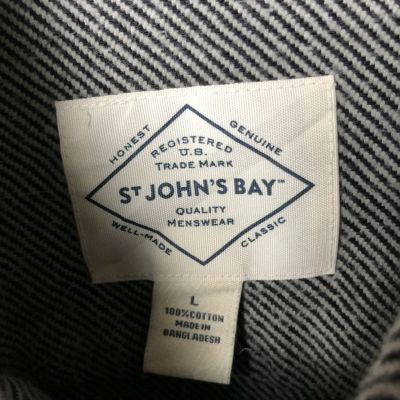 HONEST
GENUINE
REGISTERED
U.S.
TRADE MARK
ST JOHN'S BAY™
QUALITY
MENSWEAR
WELL-MADE
CLASSIC
L
100%COTTON
MADE IN
BANGLADESH